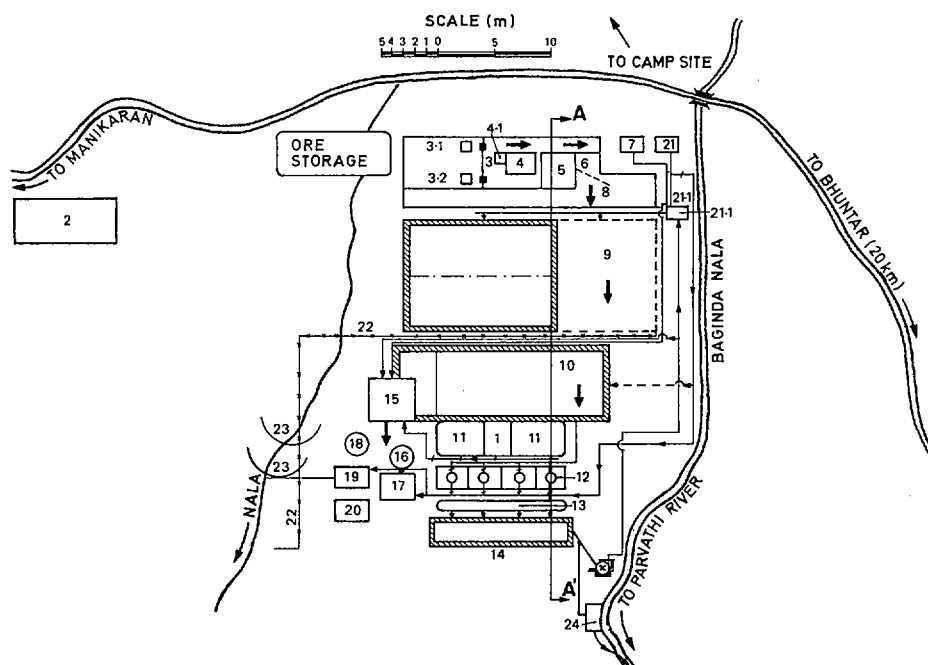 SCALE (m)
5 4 3 2 1 0 5 10
TO CAMP SITE
TO MANIKARAN
ORE
STORAGE
A
4·1
3·1
3
4
5
6
7
21
3·2
8
21·1
21·1
2
9
TO BHUNTAR (20km)
BAGINDA NALA
22
10
15
23
18
11
1
11
16
23
19
17
12
13
20
22
NALA
14
A'
24
TO PARVATHI RIVER